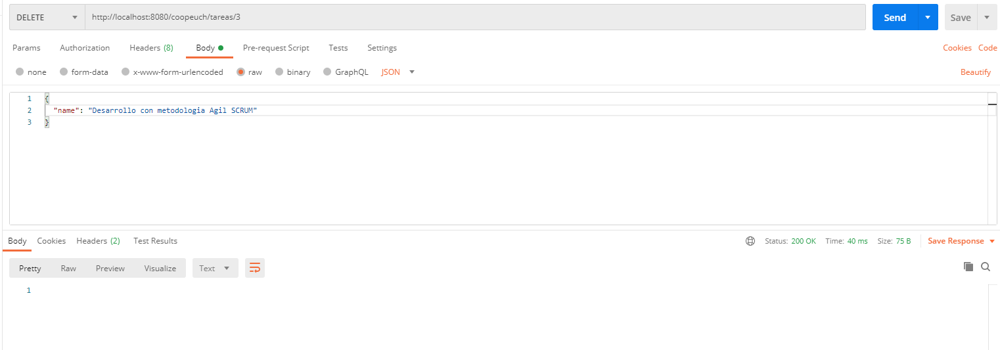 DELETE http://localhost:8080/coopeuch/tareas/3 Send Save
Params Authorization Headers (8) Body Pre-request Script Tests Settings Cookies Code
none form-data x-www-form-urlencoded raw binary GraphQL JSON Beautify
1 {
2 "name": "Desarrollo con metodologia Agil SCRUM"
3 }
Body Cookies Headers (2) Test Results Status: 200 OK Time: 40 ms Size: 75 B Save Response
Pretty Raw Preview Visualize Text
1